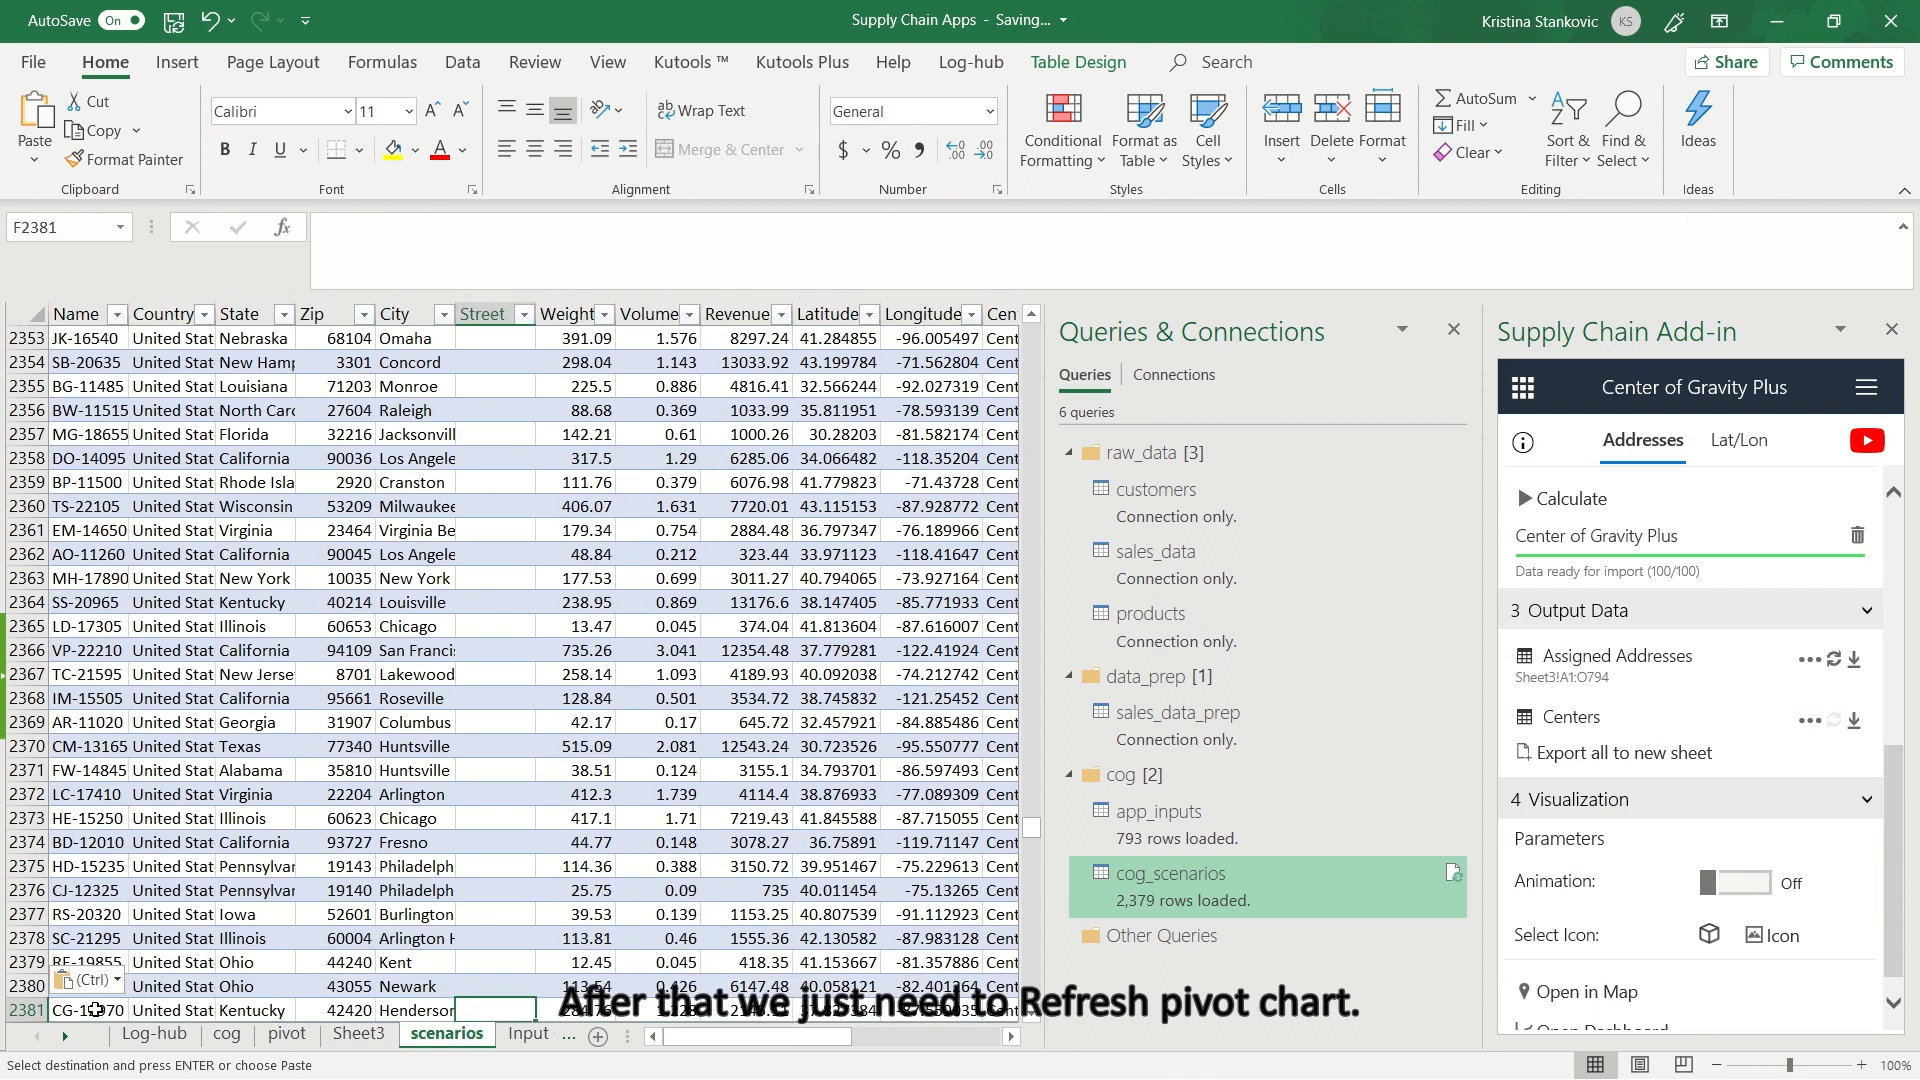 AutoSave On Supply Chain Apps - Saving... Kristina Stankovic KS
File Home Insert Page Layout Formulas Data Review View Kutools ™ Kutools Plus Help Log-hub Table Design Search Share Comments
Paste Cut
Copy
Format Painter
Clipboard
Calibri 11
B I U A
Font
Wrap Text
Merge & Center
Alignment
General
$ %
Number
Conditional Formatting
Format as Table
Cell Styles
Styles
Insert Delete Format
Cells
AutoSum
Fill
Clear
Sort & Filter
Find & Select
Editing
Ideas
Ideas
F2381 fx
Name Country State Zip City Street Weight Volume Revenue Latitude Longitude Cen
2353 JK-16540 United Stat Nebraska 68104 Omaha 391.09 1.576 8297.24 41.284855 -96.005497 Cent
2354 SB-20635 United Stat New Hamp 3301 Concord 298.04 1.143 13033.92 43.199784 -71.562804 Cent
2355 BG-11485 United Stat Louisiana 71203 Monroe 225.5 0.886 4816.41 32.566244 -92.027319 Cent
2356 BW-11515 United Stat North Carc 27604 Raleigh 88.68 0.369 1033.99 35.811951 -78.593139 Cent
2357 MG-18655 United Stat Florida 32216 Jacksonvill 142.21 0.61 1000.26 30.28203 -81.582174 Cent
2358 DO-14095 United Stat California 90036 Los Angele 317.5 1.29 6285.06 34.066482 -118.35204 Cent
2359 BP-11500 United Stat Rhode Isla 2920 Cranston 111.76 0.379 6076.98 41.779823 -71.43728 Cent
2360 TS-22105 United Stat Wisconsin 53209 Milwaukee 406.07 1.631 7720.01 43.115153 -87.928772 Cent
2361 EM-14650 United Stat Virginia 23464 Virginia Be 179.34 0.754 2884.48 36.797347 -76.189966 Cent
2362 AO-11260 United Stat California 90045 Los Angele 48.84 0.212 323.44 33.971123 -118.41647 Cent
2363 MH-17890 United Stat New York 10035 New York 177.53 0.699 3011.27 40.794065 -73.927164 Cent
2364 SS-20965 United Stat Kentucky 40214 Louisville 238.95 0.869 13176.6 38.147405 -85.771933 Cent
2365 LD-17305 United Stat Illinois 60653 Chicago 13.47 0.045 374.04 41.813604 -87.616007 Cent
2366 VP-22210 United Stat California 94109 San Franci 735.26 3.041 12354.48 37.779281 -122.41924 Cent
2367 TC-21595 United Stat New Jerse 8701 Lakewood 258.14 1.093 4189.93 40.092038 -74.212742 Cent
2368 IM-15505 United Stat California 95661 Roseville 128.84 0.501 3534.72 38.745832 -121.25452 Cent
2369 AR-11020 United Stat Georgia 31907 Columbus 42.17 0.17 645.72 32.457921 -84.885486 Cent
2370 CM-13165 United Stat Texas 77340 Huntsville 515.09 2.081 12543.24 30.723526 -95.550777 Cent
2371 FW-14845 United Stat Alabama 35810 Huntsville 38.51 0.124 3155.1 34.793701 -86.597493 Cent
2372 LC-17410 United Stat Virginia 22204 Arlington 412.3 1.739 4114.4 38.876933 -77.089309 Cent
2373 HE-15250 United Stat Illinois 60623 Chicago 417.1 1.71 7219.43 41.845588 -87.715055 Cent
2374 BD-12010 United Stat California 93727 Fresno 44.77 0.148 3078.27 36.75891 -119.71147 Cent
2375 HD-15235 United Stat Pennsylvar 19143 Philadelph 114.36 0.388 3150.72 39.951467 -75.229613 Cent
2376 CJ-12325 United Stat Pennsylvar 19140 Philadelph 25.75 0.09 735 40.011454 -75.13265 Cent
2377 RS-20320 United Stat Iowa 52601 Burlington 39.53 0.139 1153.25 40.807539 -91.112923 Cent
2378 SC-21295 United Stat Illinois 60004 Arlington H 113.81 0.46 1555.36 42.130582 -87.983128 Cent
2379 United Stat Ohio 44240 Kent 12.45 0.045 418.35 41.153667 -81.357886 Cent
2380 (Ctrl) United Stat Ohio 43055 Newark 6147.48
2381 United Stat Kentucky 42420 Henderson
After that we just need to Refresh pivot chart.
Log-hub cog pivot Sheet3 scenarios Input ...
Select destination and press ENTER or choose Paste 100%
Queries & Connections
Queries Connections
6 queries
raw_data [3]
customers
Connection only.
sales_data
Connection only.
products
Connection only.
data_prep [1]
sales_data_prep
Connection only.
cog [2]
app_inputs
793 rows loaded.
cog_scenarios
2,379 rows loaded.
Other Queries
Supply Chain Add-in
Center of Gravity Plus
Addresses Lat/Lon
Calculate
Center of Gravity Plus
Data ready for import (100/100)
3 Output Data
Assigned Addresses
Sheet3!A1:O794
Centers
Export all to new sheet
4 Visualization
Parameters
Animation: Off
Select Icon: Icon
Open in Map